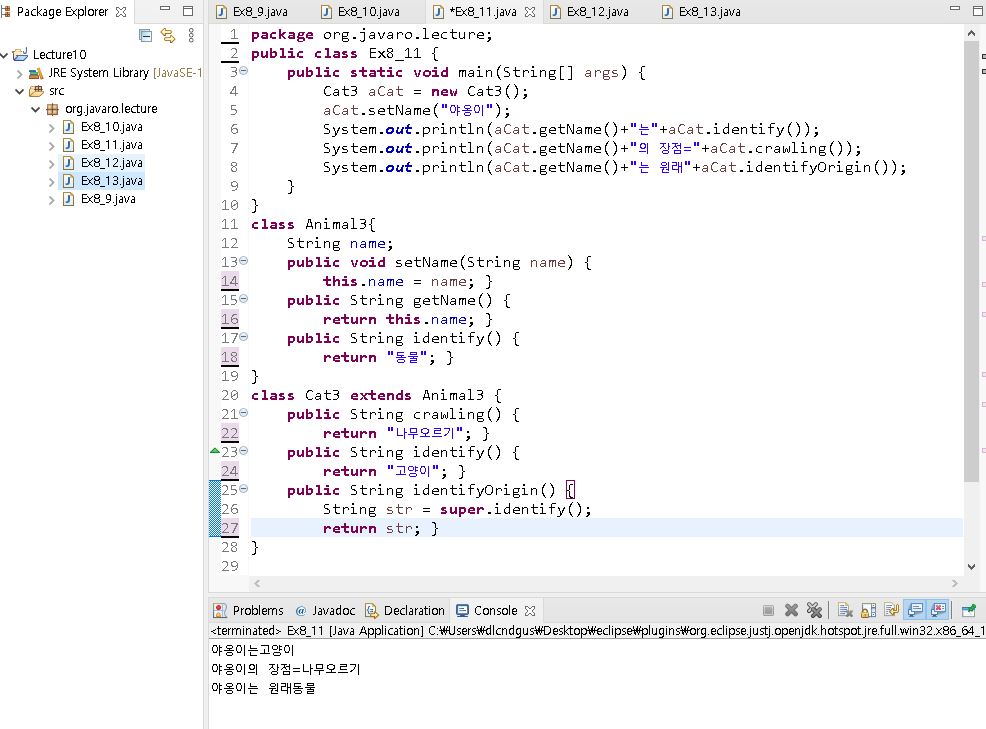 Package Explorer
Lecture10
JRE System Library [JavaSE-1
src
org.javaro.lecture
Ex8_10.java
Ex8_11.java
Ex8_12.java
Ex8_13.java
Ex8_9.java
Ex8_9.java Ex8_10.java *Ex8_11.java Ex8_12.java Ex8_13.java
1 package org.javaro.lecture;
2 public class Ex8_11 {
3 public static void main(String[] args) {
4 Cat3 aCat = new Cat3();
5 aCat.setName("야옹이");
6 System.out.println(aCat.getName()+"는"+aCat.identify());
7 System.out.println(aCat.getName()+"의 장점="+aCat.crawling());
8 System.out.println(aCat.getName()+"는 원래"+aCat.identifyOrigin());
9 }
10 }
11 class Animal3{
12 String name;
13 public void setName(String name) {
14 this.name = name; }
15 public String getName() {
16 return this.name; }
17 public String identify() {
18 return "동물"; }
19 }
20 class Cat3 extends Animal3 {
21 public String crawling() {
22 return "나무오르기"; }
23 public String identify() {
24 return "고양이"; }
25 public String identifyOrigin() {
26 String str = super.identify();
27 return str; }
28 }
29
Problems @ Javadoc Declaration Console
<terminated> Ex8_11 [Java Application] C:₩Users₩dlcndgus₩Desktop₩eclipse₩plugins₩org.eclipse.justj.openjdk.hotspot.jre.full.win32.x86_64_1
야옹이는고양이
야옹이의 장점=나무오르기
야옹이는 원래동물